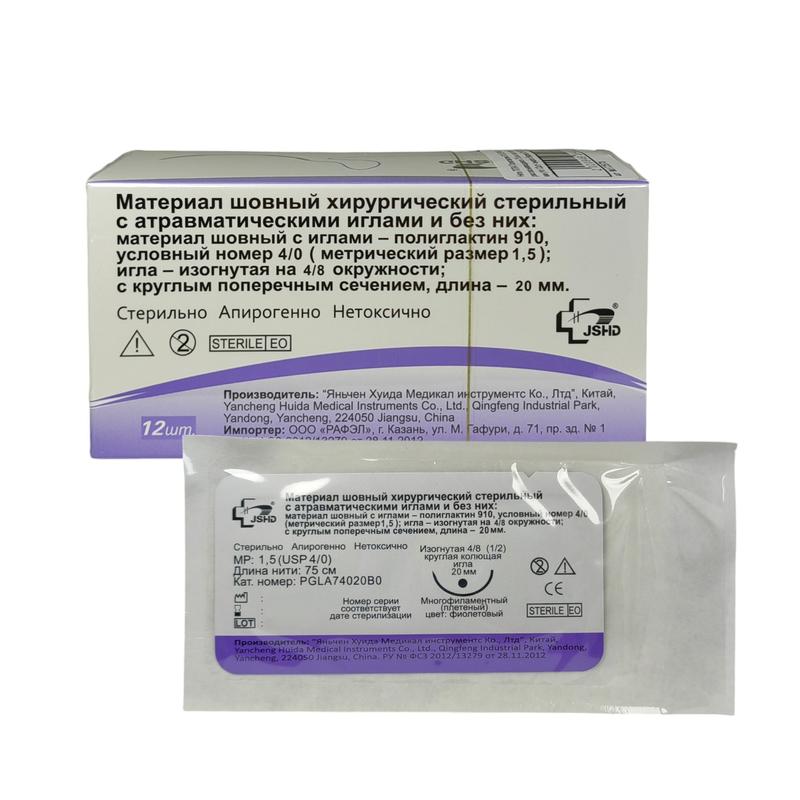 Материал шовный хирургический стерильный
с атравматическими иглами и без них:
материал шовный с иглами – полиглактин 910,
условный номер 4/0 ( метрический размер 1,5 );
игла – изогнутая на 4/8 окружности;
с круглым поперечным сечением, длина – 20 мм.
Стерильно Апирогенно Нетоксично
JSHD
®
2
STERILE EO
Производитель: "Яньчен Хуида Медикал инструментс Ко., Лтд", Китай,
Yancheng Huida Medical Instruments Co., Ltd., Qingfeng Industrial Park,
Yandong, Yancheng, 224050 Jiangsu, China
12шт.
Импортер: ООО «РАФЭЛ», г. Казань, ул. М. Гафури, д. 71, пр. зд. № 1
Материал шовный хирургический стерильный
с атравматическими иглами и без них:
материал шовный с иглами – полиглактин 910, условный номер 4/0
(метрический размер1,5 ); игла – изогнутая на 4/8 окружности;
с круглым поперечным сечением, длина – 20мм.
JSHD
Стерильно Апирогенно Нетоксично
МР: 1,5 (USP 4/0)
Длина нити: 75 см
Кат. номер: PGLA74020B0
Изогнутая 4/8 (1/2)
круглая колющая
игла
20 мм
2
CE
Номер серии
соответствует
дате стерилизации
Многофиламентный
(плетеный)
цвет: фиолетовый
STERILE EO
LOT :
Производитель: "Яньчен Хуида Медикал инструментс Ко., Лтд", Китай,
Yancheng Huida Medical Instruments Co., Ltd., Qingfeng Industrial Park, Yandong,
Yancheng, 224050 Jiangsu, China. РУ № ФСЗ 2012/13279 от 28.11.2012